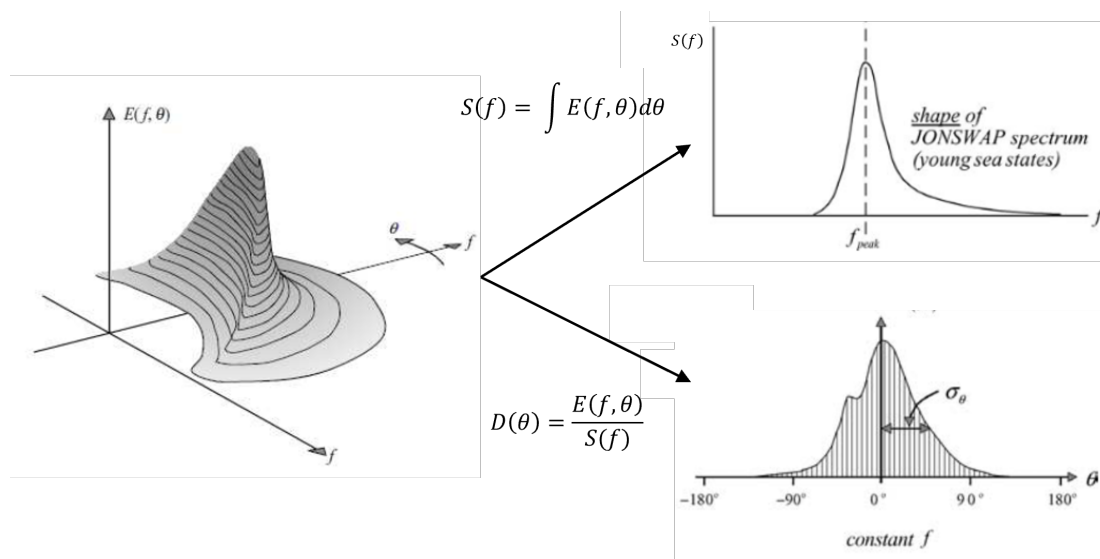 E(f, θ)
θ
f
f
S(f) = ∫ E(f, θ)dθ
D(θ) = E(f, θ) / S(f)
S(f)
shape of
JONSWAP spectrum
(young sea states)
f
f_peak
σ_θ
θ
−180° −90° 0° 90° 180°
constant f